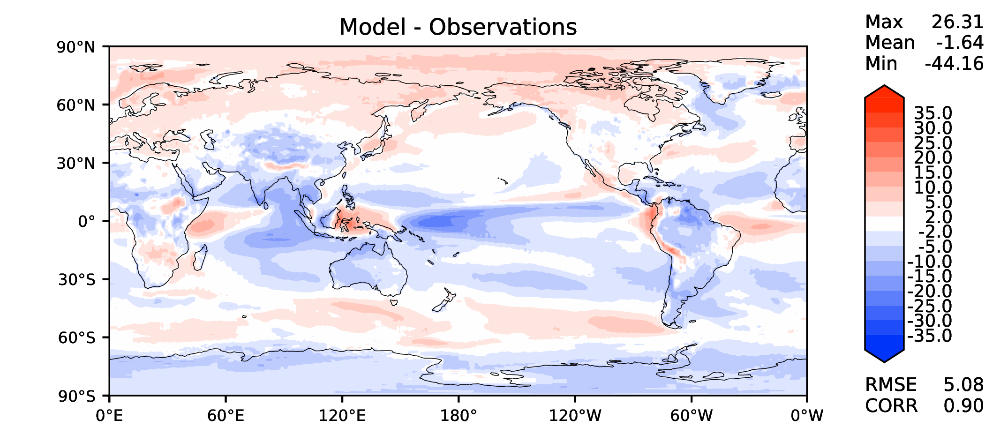 Model - Observations
Max 26.31
Mean -1.64
Min -44.16
90°N
60°N
30°N
0°
30°S
60°S
90°S
0°E 60°E 120°E 180° 120°W 60°W 0°W
35.0
30.0
25.0
20.0
15.0
10.0
5.0
2.0
-2.0
-5.0
-10.0
-15.0
-20.0
-25.0
-30.0
-35.0
RMSE 5.08
CORR 0.90